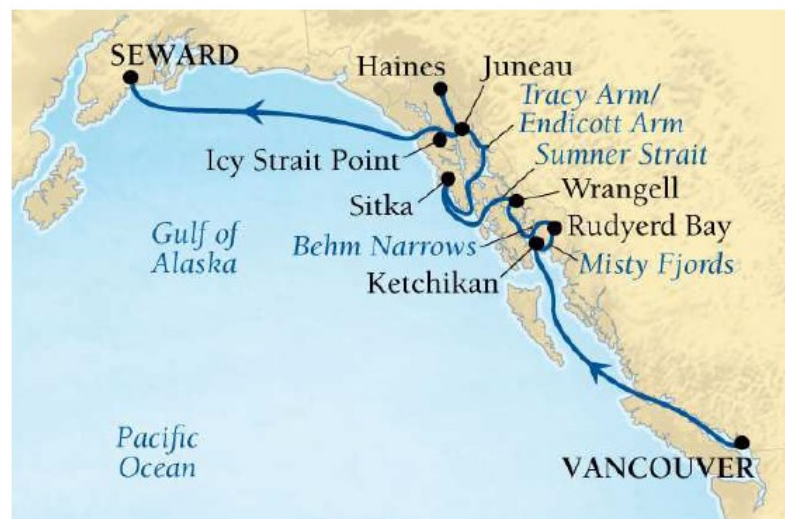 SEWARD
Haines
Juneau
Tracy Arm/
Endicott Arm
Icy Strait Point
Sumner Strait
Sitka
Wrangell
Gulf of
Alaska
Behm Narrows
Rudyerd Bay
Ketchikan
Misty Fjords
Pacific
Ocean
VANCOUVER